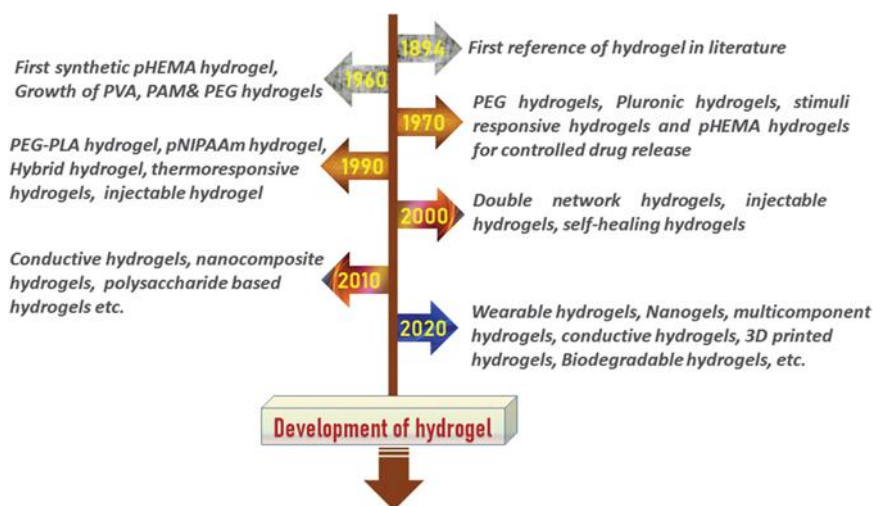 1894
First reference of hydrogel in literature
First synthetic pHEMA hydrogel,
Growth of PVA, PAM& PEG hydrogels
1960
1970
PEG hydrogels, Pluronic hydrogels, stimuli
responsive hydrogels and pHEMA hydrogels
for controlled drug release
PEG-PLA hydrogel, pNIPAAm hydrogel,
Hybrid hydrogel, thermoresponsive
hydrogels, injectable hydrogel
1990
2000
Double network hydrogels, injectable
hydrogels, self-healing hydrogels
Conductive hydrogels, nanocomposite
hydrogels, polysaccharide based
hydrogels etc.
2010
2020
Wearable hydrogels, Nanogels, multicomponent
hydrogels, conductive hydrogels, 3D printed
hydrogels, Biodegradable hydrogels, etc.
Development of hydrogel